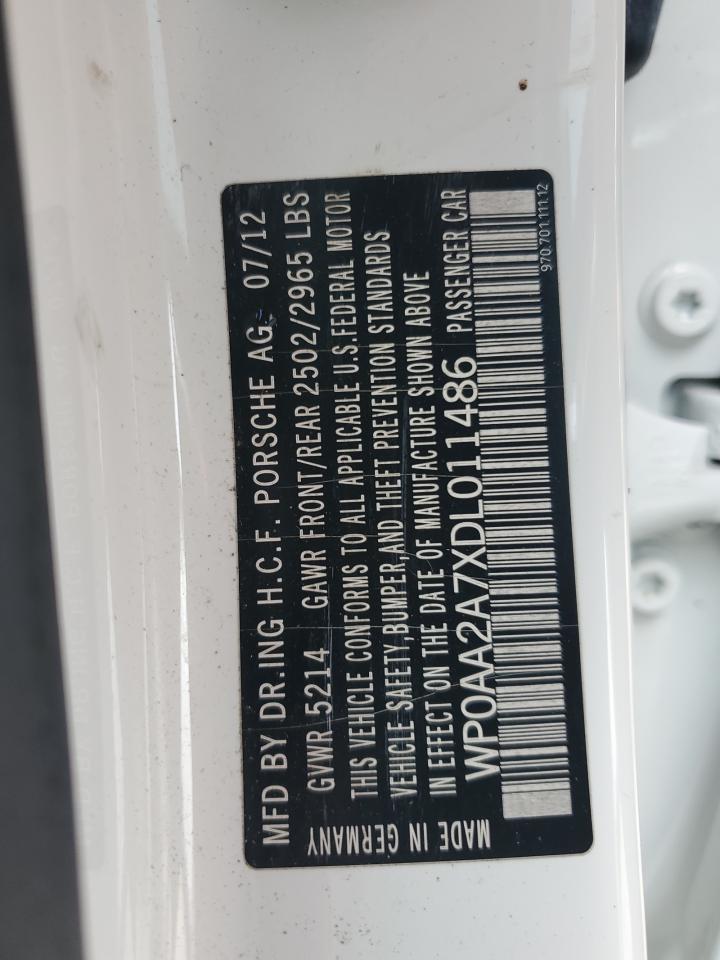 MFD BY DR.ING H.C.F. PORSCHE AG. 07/12
GVWR 5214 GAWR FRONT/REAR 2502/2965 LBS
THIS VEHICLE CONFORMS TO ALL APPLICABLE U.S.FEDERAL MOTOR
VEHICLE SAFETY,BUMPER,AND THEFT PREVENTION STANDARDS
IN EFFECT ON THE DATE OF MANUFACTURE SHOWN ABOVE
WP0AA2A7XDL011486 PASSENGER CAR
970.701.111.12
MADE IN GERMANY